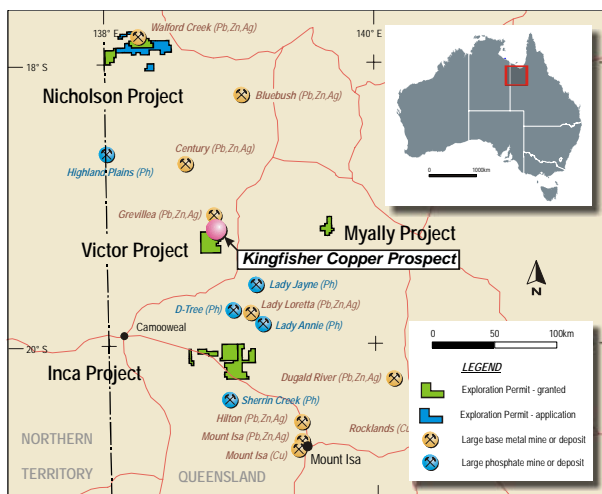 138° E
Walford Creek (Pb,Zn,Ag)
140° E
18° S
Nicholson Project
Bluebush (Pb,Zn,Ag)
0
1000km
Century (Pb,Zn,Ag)
Highland Plains (Ph)
Grevillea (Pb,Zn,Ag)
Myally Project
Victor Project
Kingfisher Copper Prospect
N
Lady Jayne (Ph)
D-Tree (Ph)
Lady Loretta (Pb,Zn,Ag)
Lady Annie (Ph)
Camooweal
0
50
100km
20° S
Inca Project
LEGEND
Dugald River (Pb,Zn,Ag)
Exploration Permit - granted
Sherrin Creek (Ph)
Exploration Permit - application
Hilton (Pb,Zn,Ag)
Rocklands (Cu
NORTHERN
TERRITORY
Mount Isa (Pb,Zn,Ag)
Large base metal mine or deposit
Mount Isa (Cu)
Mount Isa
Large phosphate mine or deposit
QUEENSLAND